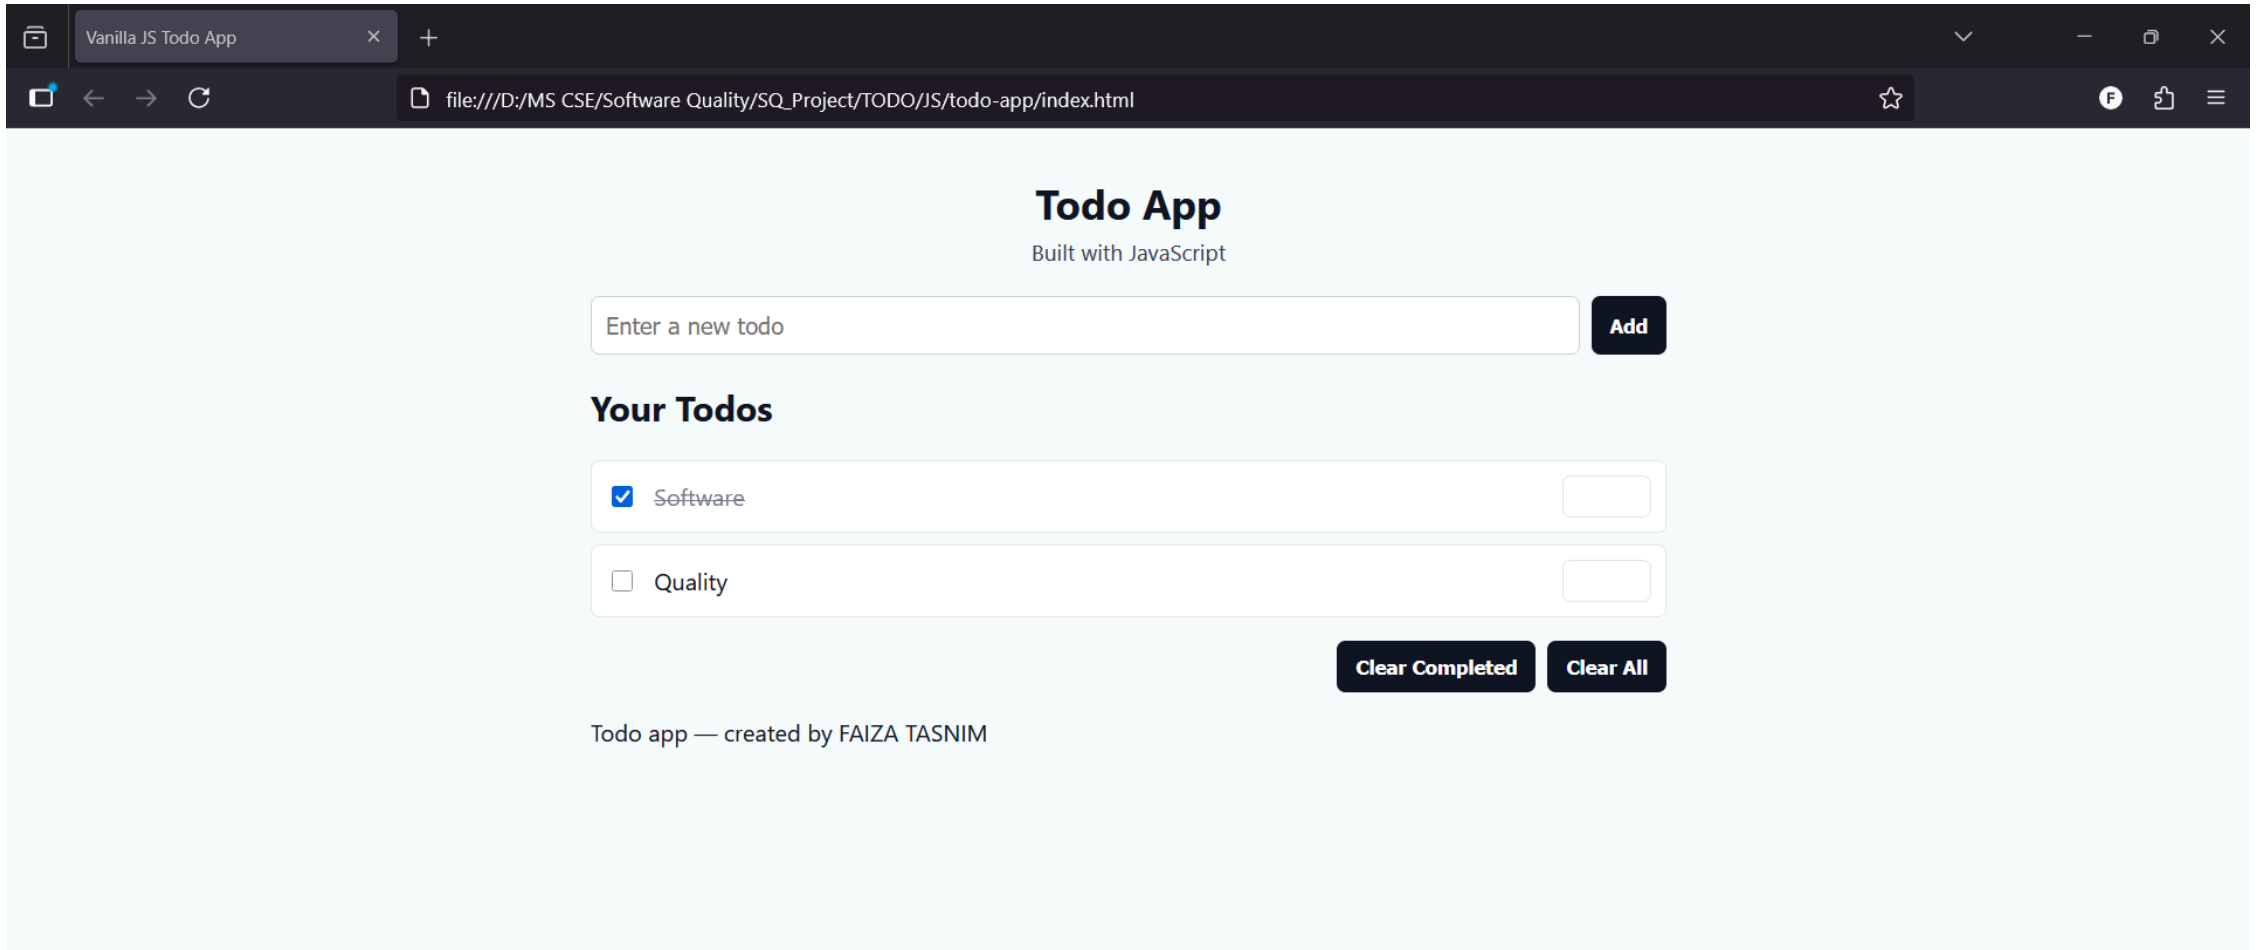 Vanilla JS Todo App
file:///D:/MS CSE/Software Quality/SQ_Project/TODO/JS/todo-app/index.html
F
Todo App
Built with JavaScript
Enter a new todo
Add
Your Todos
Software
Quality
Clear Completed
Clear All
Todo app — created by FAIZA TASNIM